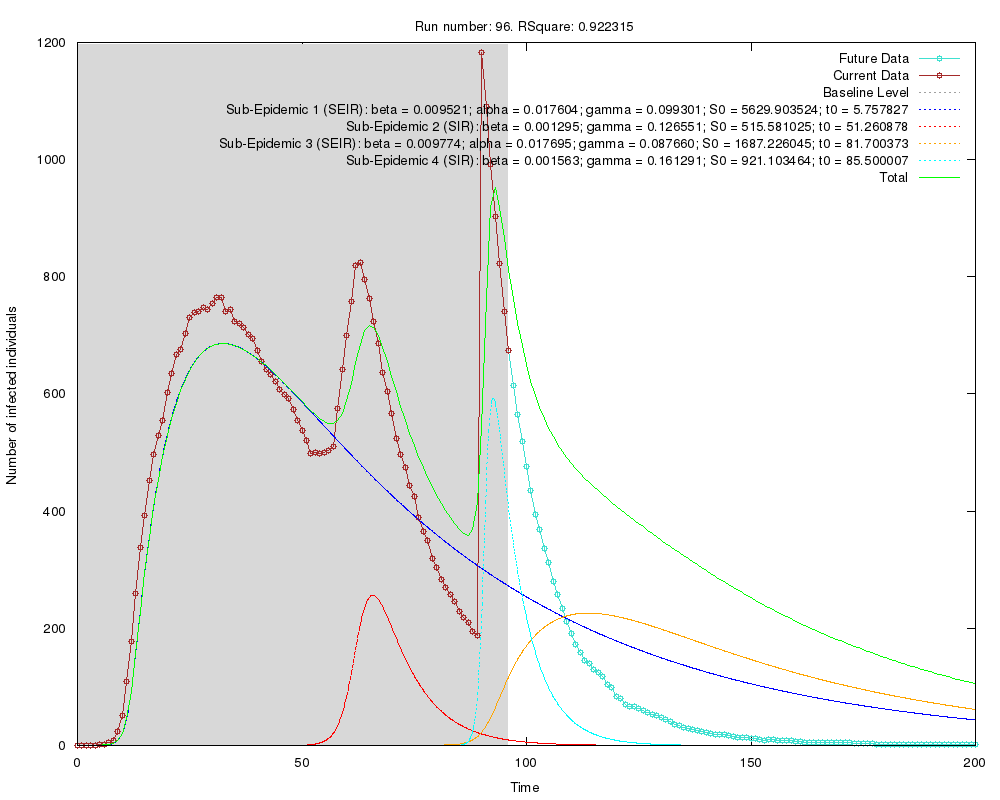 Run number: 96. RSquare: 0.922315
1200
1000
800
600
400
200
0
0
50
100
150
200
Number of infected individuals
Time
Future Data
Current Data
Baseline Level
Sub-Epidemic 1 (SEIR): beta = 0.009521; alpha = 0.017604; gamma = 0.099301; S0 = 5629.903524; t0 = 5.757827
Sub-Epidemic 2 (SIR): beta = 0.001295; gamma = 0.126551; S0 = 515.581025; t0 = 51.260878
Sub-Epidemic 3 (SEIR): beta = 0.009774; alpha = 0.017695; gamma = 0.087660; S0 = 1687.226045; t0 = 81.700373
Sub-Epidemic 4 (SIR): beta = 0.001563; gamma = 0.161291; S0 = 921.103464; t0 = 85.500007
Total